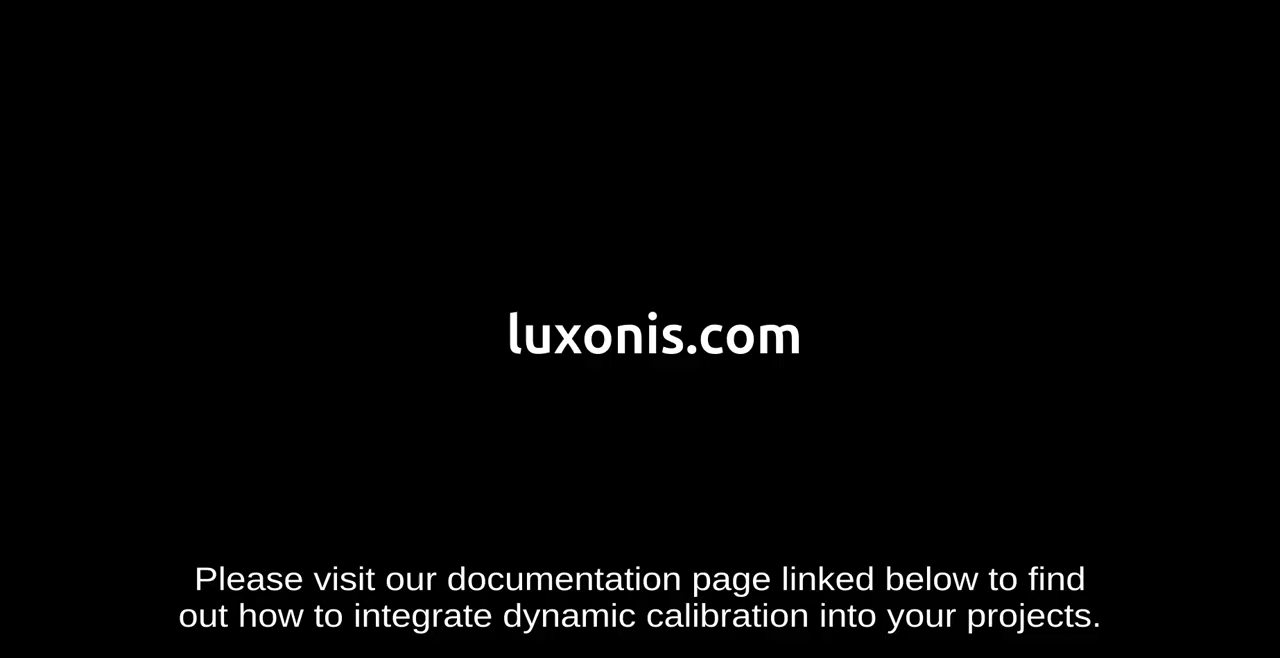 luxonis.com
Please visit our documentation page linked below to find
out how to integrate dynamic calibration into your projects.